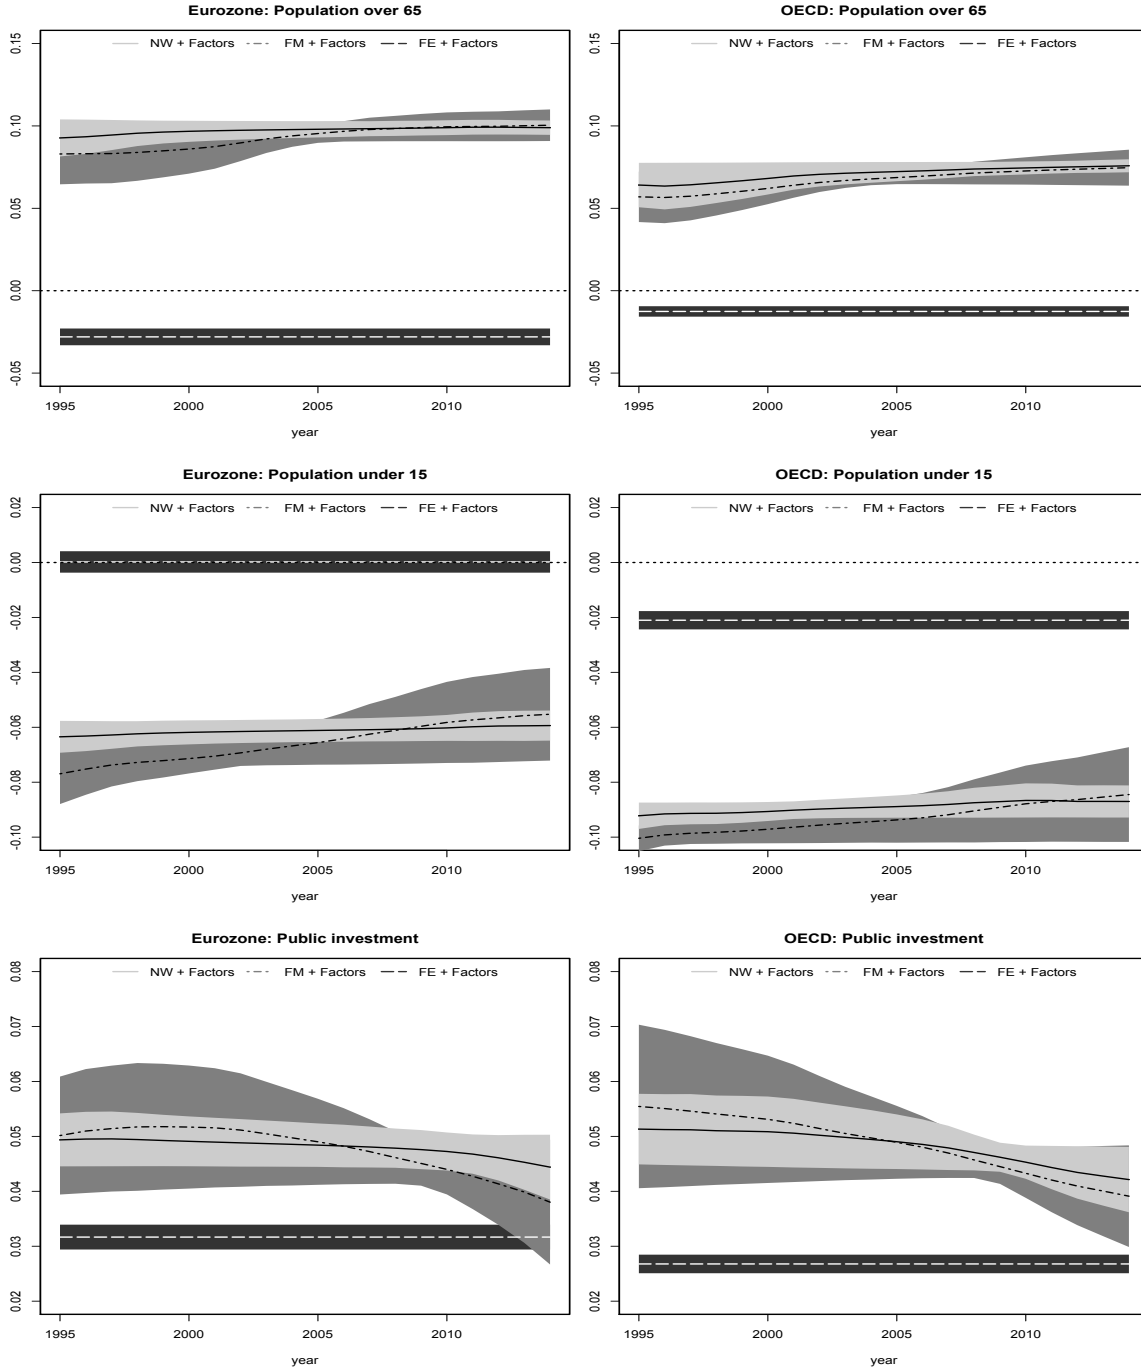 Eurozone: Population over 65
NW + Factors FM + Factors FE + Factors
0.15
0.10
0.05
0.00
-0.05
1995 2000 2005 2010
year
OECD: Population over 65
NW + Factors FM + Factors FE + Factors
0.15
0.10
0.05
0.00
-0.05
1995 2000 2005 2010
year
Eurozone: Population under 15
NW + Factors FM + Factors FE + Factors
0.02
0.00
-0.02
-0.04
-0.06
-0.08
-0.10
1995 2000 2005 2010
year
OECD: Population under 15
NW + Factors FM + Factors FE + Factors
0.02
0.00
-0.02
-0.04
-0.06
-0.08
-0.10
1995 2000 2005 2010
year
Eurozone: Public investment
NW + Factors FM + Factors FE + Factors
0.08
0.07
0.06
0.05
0.04
0.03
0.02
1995 2000 2005 2010
year
OECD: Public investment
NW + Factors FM + Factors FE + Factors
0.08
0.07
0.06
0.05
0.04
0.03
0.02
1995 2000 2005 2010
year